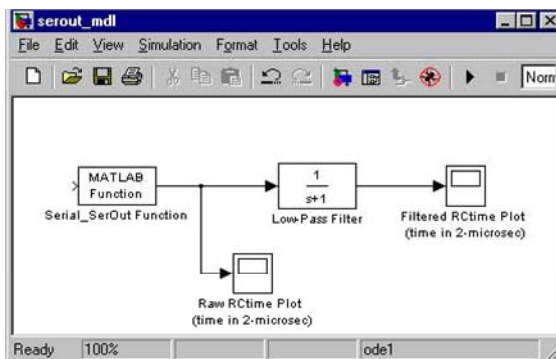 serout_mdl
File Edit View Simulation Format Tools Help
Norm
MATLAB
Function
Serial_SerOut Function
1
s+1
Low-Pass Filter
Filtered RCtime Plot
(time in 2-microsec)
Raw RCtime Plot
(time in 2-microsec)
Ready 100% ode1